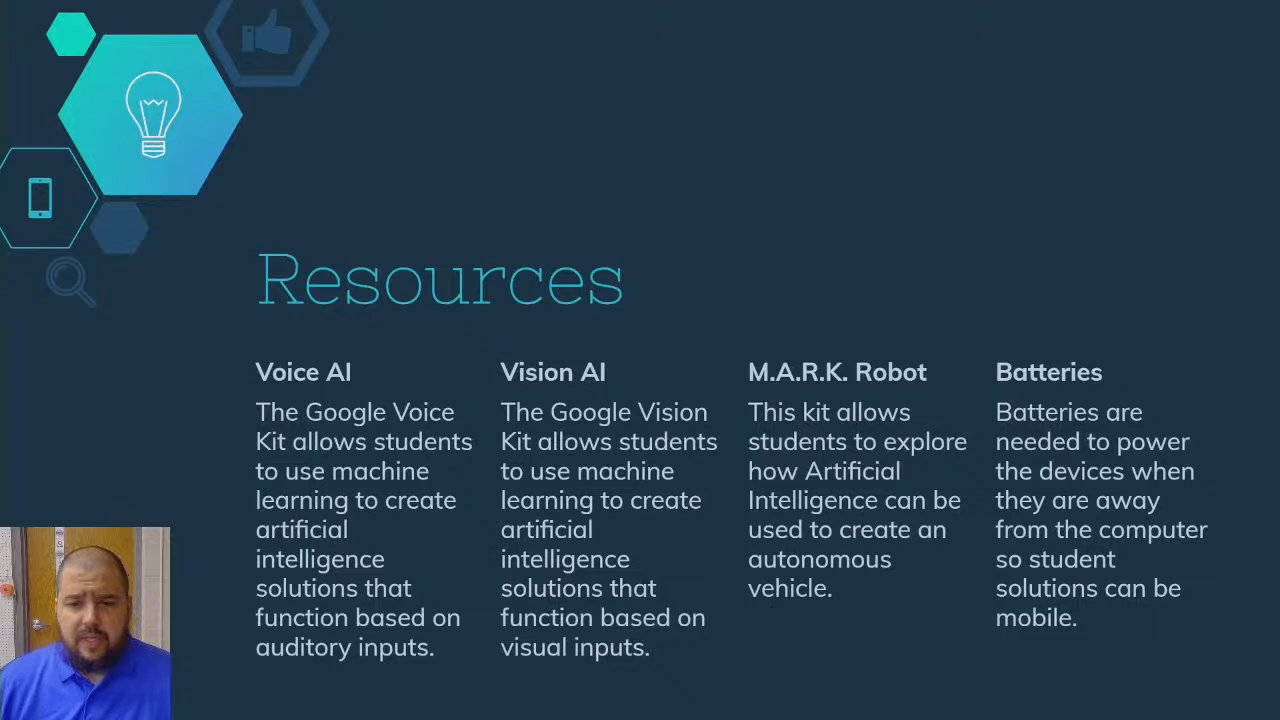 Resources
Voice AI
The Google Voice
Kit allows students
to use machine
learning to create
artificial
intelligence
solutions that
function based on
auditory inputs.
Vision AI
The Google Vision
Kit allows students
to use machine
learning to create
artificial
intelligence
solutions that
function based on
visual inputs.
M.A.R.K. Robot
This kit allows
students to explore
how Artificial
Intelligence can be
used to create an
autonomous
vehicle.
Batteries
Batteries are
needed to power
the devices when
they are away
from the computer
so student
solutions can be
mobile.